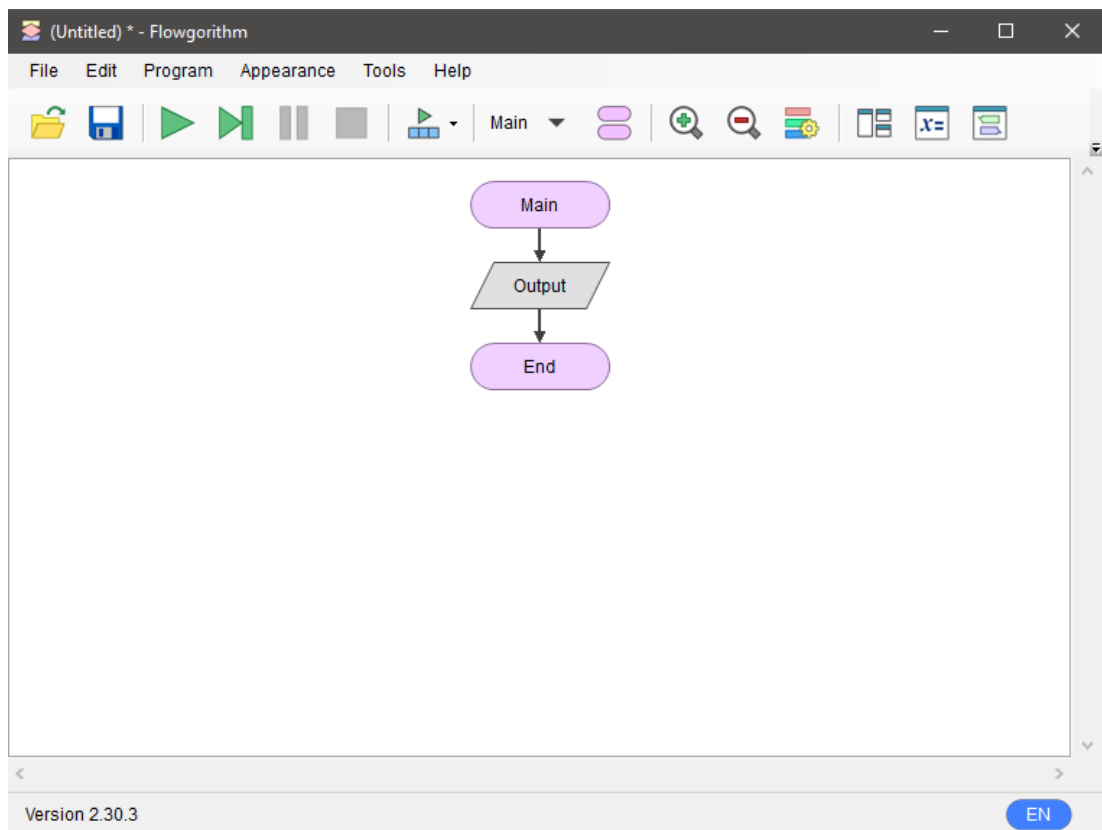 (Untitled) * - Flowgorithm
File Edit Program Appearance Tools Help
Main
x=
Main
Output
End
Version 2.30.3
EN